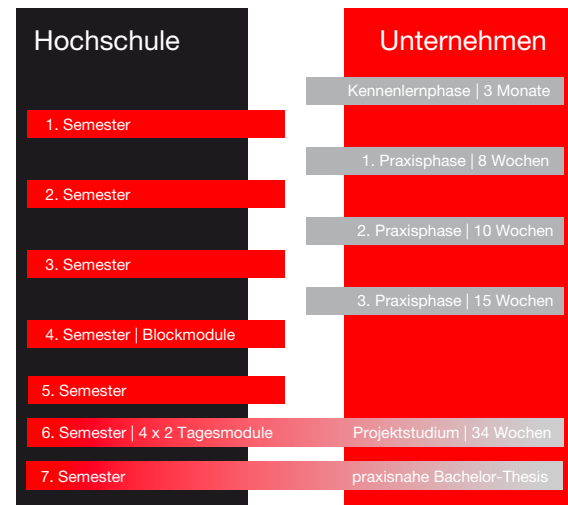 Hochschule
Unternehmen
Kennenlernphase | 3 Monate
1. Semester
1. Praxisphase | 8 Wochen
2. Semester
2. Praxisphase | 10 Wochen
3. Semester
3. Praxisphase | 15 Wochen
4. Semester | Blockmodule
5. Semester
6. Semester | 4 x 2 Tagesmodule
Projektstudium | 34 Wochen
7. Semester
praxisnahe Bachelor-Thesis